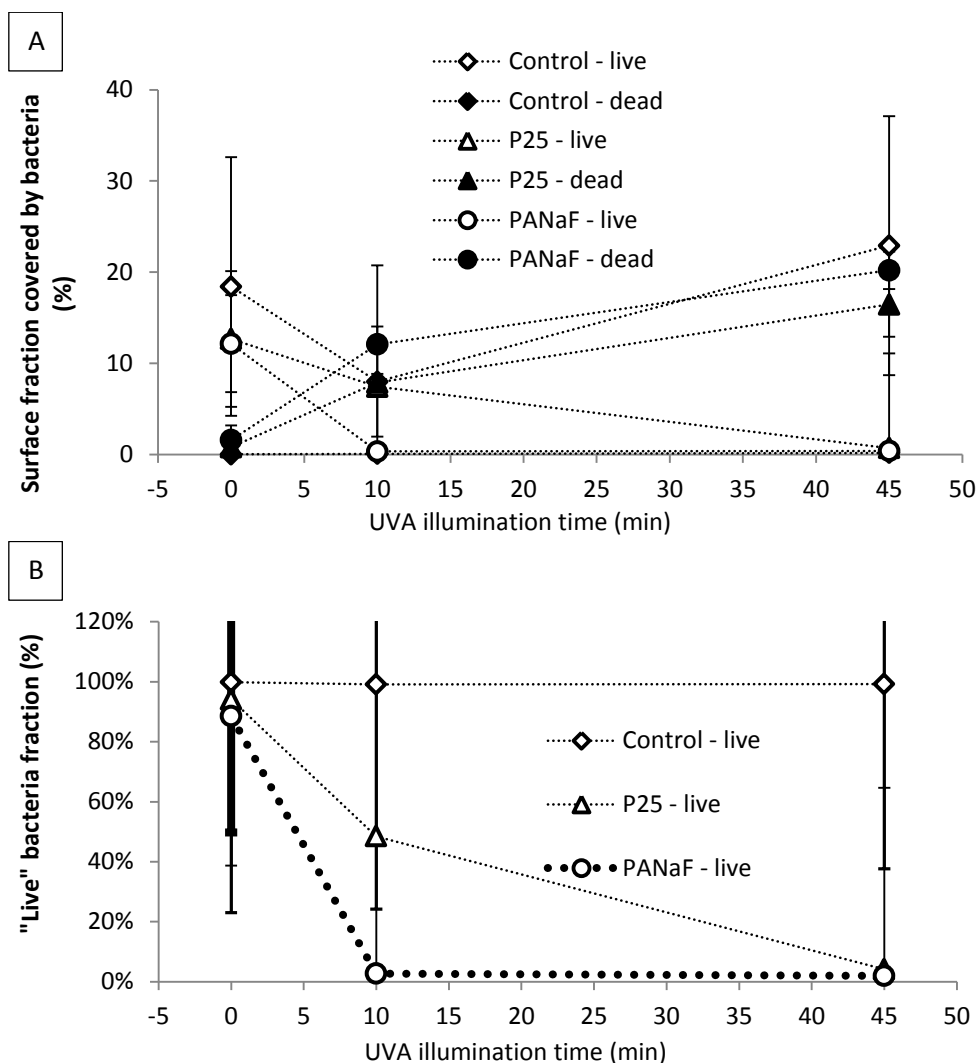 A
Control - live
Control - dead
P25 - live
P25 - dead
PANaF - live
PANaF - dead
Surface fraction covered by bacteria
(%)
40
30
20
10
0
-5 0 5 10 15 20 25 30 35 40 45 50
UVA illumination time (min)
B
"Live" bacteria fraction (%)
120%
100%
80%
60%
40%
20%
0%
Control - live
P25 - live
PANaF - live
-5 0 5 10 15 20 25 30 35 40 45 50
UVA illumination time (min)